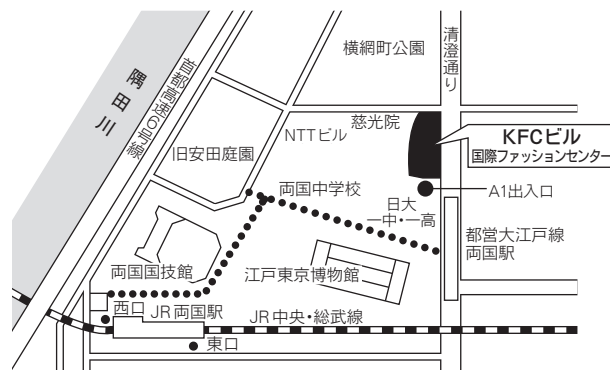 横網町公園
清澄通り
隅田川
首都高速6号線
旧安田庭園
NTTビル
慈光院
KFCビル
国際ファッションセンター
両国中学校
日大
一中・一高
A1出入口
都営大江戸線
両国駅
両国国技館
江戸東京博物館
西口
JR両国駅
JR中央・総武線
東口